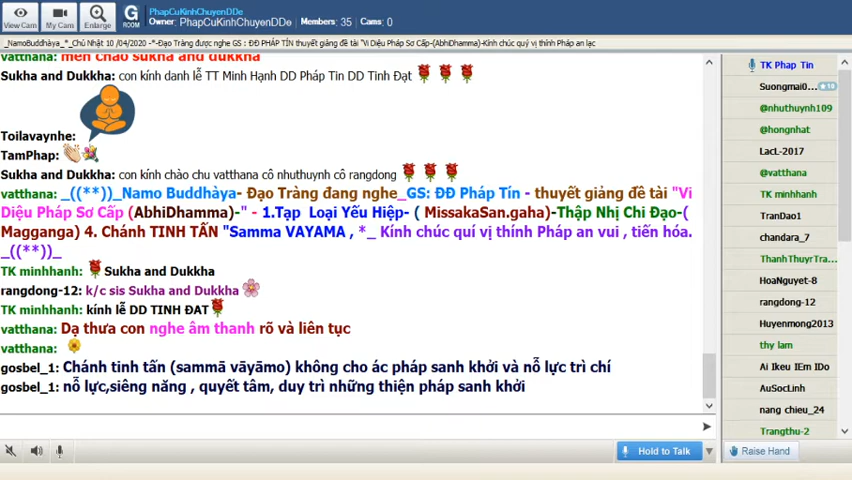 View Cam
My Cam
Enlarge
G
ROOM
PhapCuKinhChuyenDDe
Owner: PhapCuKinhChuyenDDe
Members: 35
Cams: 0
_NamoBuddhàya_*_Chủ Nhật 10 /04/2020 -*-Đạo Tràng được nghe GS : ĐĐ PHÁP TÍN thuyết giảng đề tài "Vi Diệu Pháp Sơ Cấp-(AbhiDhamma)-Kính chúc quý vị thính Pháp an lạc
vatthana: mến chào sukha and dukkha
Sukha and Dukkha: con kính danh lễ TT Minh Hạnh DD Pháp Tin DD Tinh Đạt
Toilavaynhe:
TamPhap:
Sukha and Dukkha: con kính chào chu vatthana cô nhuthuynh cô rangdong
vatthana: _((**))_Namo Buddhàya- Đạo Tràng đang nghe_GS: ĐĐ Pháp Tín - thuyết giảng đề tài "Vi
Diệu Pháp Sơ Cấp (AbhiDhamma)-" - 1.Tạp Loại Yếu Hiệp- ( MissakaSan.gaha)-Thập Nhị Chi Đạo-(
Magganga) 4. Chánh TINH TẤN "Samma VAYAMA , *_ Kính chúc quí vị thính Pháp an vui , tiến hóa.
_((**))_
TK minhhanh: Sukha and Dukkha
rangdong-12: k/c sis Sukha and Dukkha
TK minhhanh: kính lễ DD TINH ĐẠT
vatthana: Dạ thưa con nghe âm thanh rõ và liên tục
vatthana:
gosbel_1: Chánh tinh tấn (sammā vāyāmo) không cho ác pháp sanh khởi và nỗ lực trì chí
gosbel_1: nỗ lực,siêng năng , quyết tâm, duy trì những thiện pháp sanh khởi
TK Phap Tin
Suongmai0...
10
@nhuthuynh109
@hongnhat
LacL-2017
@vatthana
TK minhhanh
TranDao1
chandara_7
ThanhThuyrTra...
HoaNguyet-8
rangdong-12
Huyenmong2013
thy lam
Ai Ikeu IEm IDo
AuSocLinh
nang chieu_24
Trangthu-2
Hold to Talk
Raise Hand